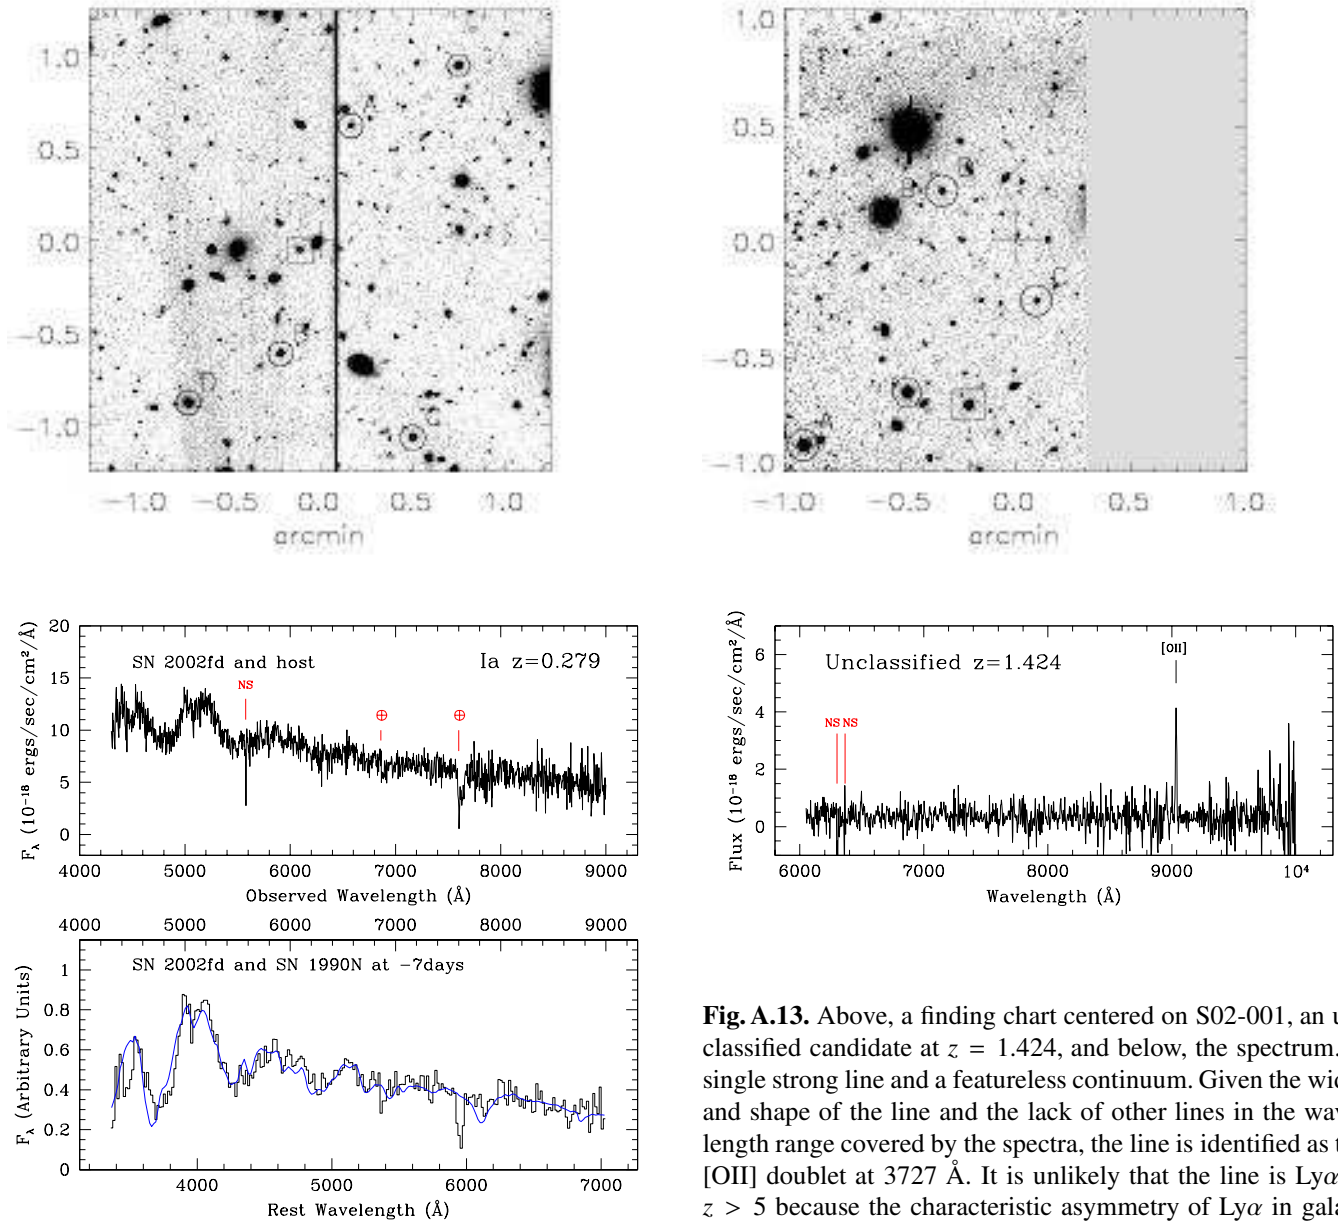 1.0
0.5
0.0
−0.5
−1.0
A
B
C
D
−1.0 −0.5 0.0 0.5 1.0
arcmin
1.0
0.5
0.0
−0.5
−1.0
B
D
C
A
−1.0 −0.5 0.0 0.5 1.0
arcmin
20
15
10
5
0
F_λ (10⁻¹⁸ ergs/sec/cm²/Å)
SN 2002fd and host
Ia z=0.279
NS
⊕
⊕
4000 5000 6000 7000 8000 9000
Observed Wavelength (Å)
4000 5000 6000 7000 8000 9000
1
0.8
0.6
0.4
0.2
0
F_λ (Arbitrary Units)
SN 2002fd and SN 1990N at −7days
4000 5000 6000 7000
Rest Wavelength (Å)
6
4
2
0
Flux (10⁻¹⁸ ergs/sec/cm²/Å)
Unclassified z=1.424
[OII]
NS NS
6000 7000 8000 9000 10⁴
Wavelength (Å)
Fig. A.13. Above, a finding chart centered on S02-001, an u
classified candidate at z = 1.424, and below, the spectrum.
single strong line and a featureless continuum. Given the wid
and shape of the line and the lack of other lines in the wav
length range covered by the spectra, the line is identified as t
[OII] doublet at 3727 Å. It is unlikely that the line is Lyα
z > 5 because the characteristic asymmetry of Lyα in gala